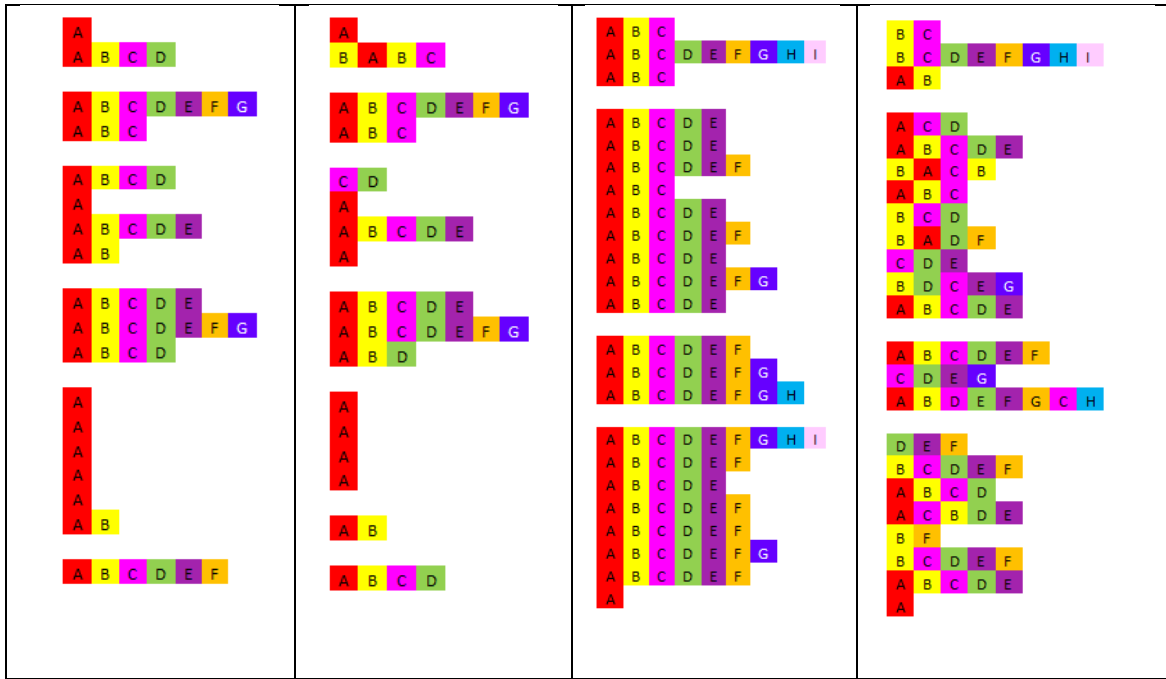 A
A B C D
A B C D E F G
A B C
A B C D
A
A B C D E
A B
A B C D E
A B C D E F G
A B C D
A
A
A
A
A
A B
A B C D E F
A
B A B C
A B C D E F G
A B C
C D
A
A B C D E
A
A B C D E
A B C D E F G
A B D
A
A
A
A
A B
A B C D
A B C
A B C D E F G H I
A B C
A B C D E
A B C D E
A B C D E F
A B C
A B C D E
A B C D E F
A B C D E
A B C D E F G
A B C D E
A B C D E F
A B C D E F G
A B C D E F G H
A B C D E F G H I
A B C D E F
A B C D E
A B C D E F
A B C D E F
A B C D E F G
A B C D E F
A
B C
B C D E F G H I
A B
A C D
A B C D E
B A C B
A B C
B C D
B A D F
C D E
B D C E G
A B C D E
A B C D E F
C D E G
A B D E F G C H
D E F
B C D E F
A B C D
A C B D E
B F
B C D E F
A B C D E
A